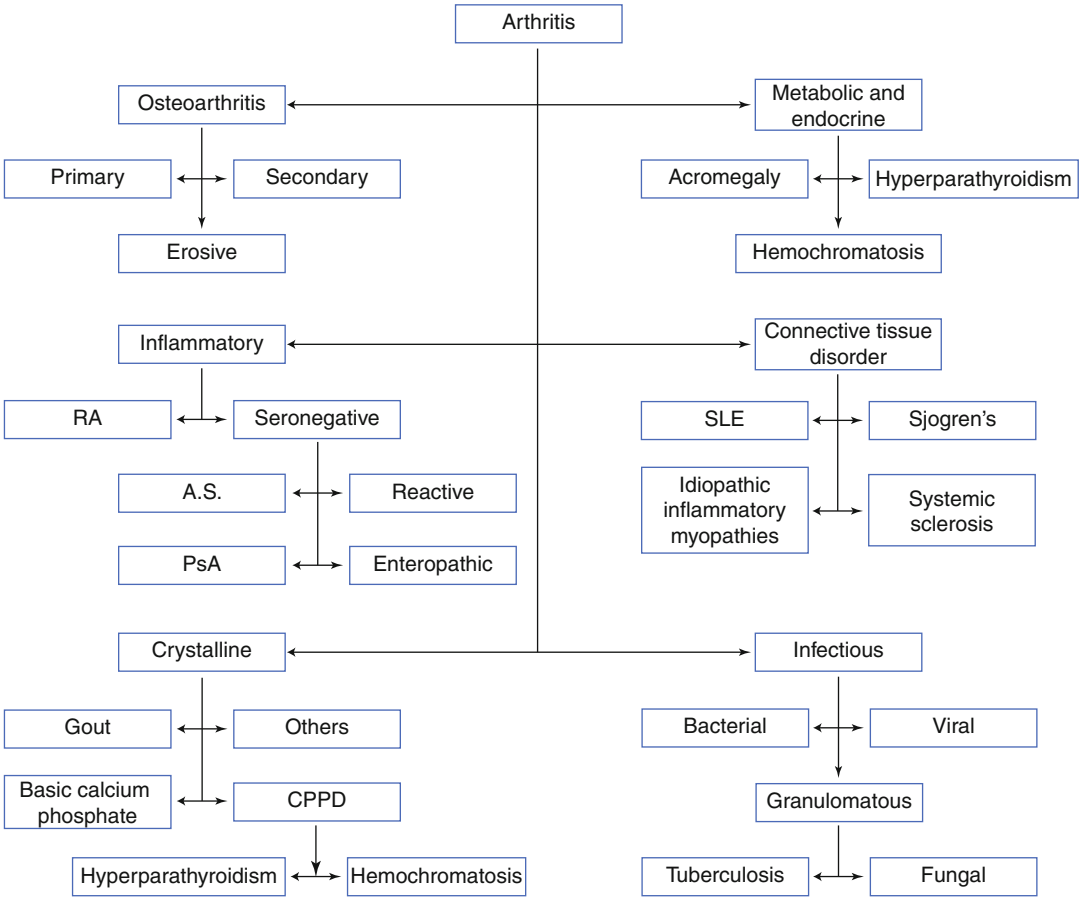 Arthritis
Osteoarthritis
Metabolic and
endocrine
Primary
Secondary
Acromegaly
Hyperparathyroidism
Erosive
Hemochromatosis
Inflammatory
Connective tissue
disorder
RA
Seronegative
SLE
Sjogren's
A.S.
Reactive
Idiopathic
inflammatory
myopathies
Systemic
sclerosis
PsA
Enteropathic
Crystalline
Infectious
Gout
Others
Bacterial
Viral
Basic calcium
phosphate
CPPD
Granulomatous
Hyperparathyroidism
Hemochromatosis
Tuberculosis
Fungal